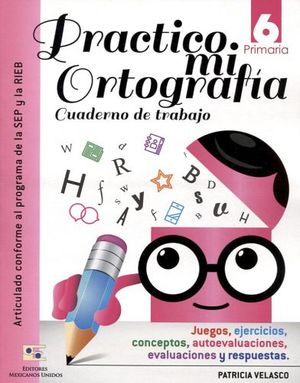 Practico
mi
Ortografía
Cuaderno de trabajo
6
Primaria
Articulado conforme al programa de la SEP y la RIEB
W R
H
y B
A f
S
Juegos, ejercicios,
conceptos, autoevaluaciones,
evaluaciones y respuestas.
EDITORES
MEXICANOS UNIDOS
PATRICIA VELASCO